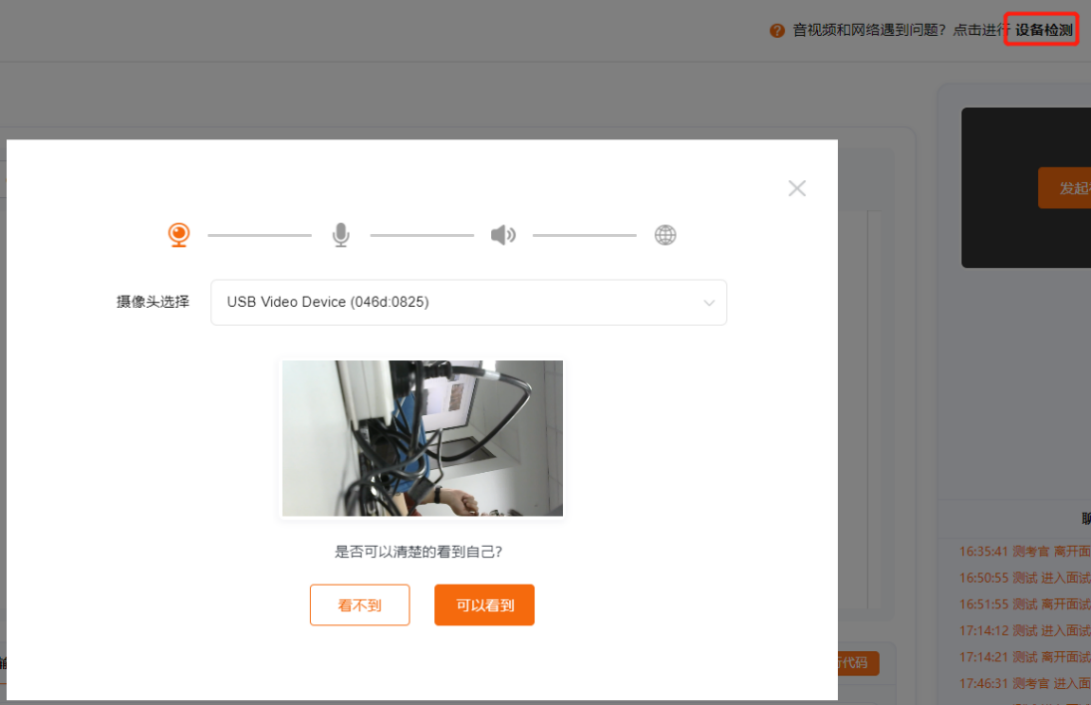 音视频和网络遇到问题？点击进行 设备检测
发起
摄像头选择
USB Video Device (046d:0825)
是否可以清楚的看到自己?
看不到
可以看到
16:35:41 测考官 离开面
16:50:55 测试 进入面试
16:51:55 测试 离开面试
17:14:12 测试 进入面试
17:14:21 测试 离开面试
17:46:31 测考官 进入面
代码